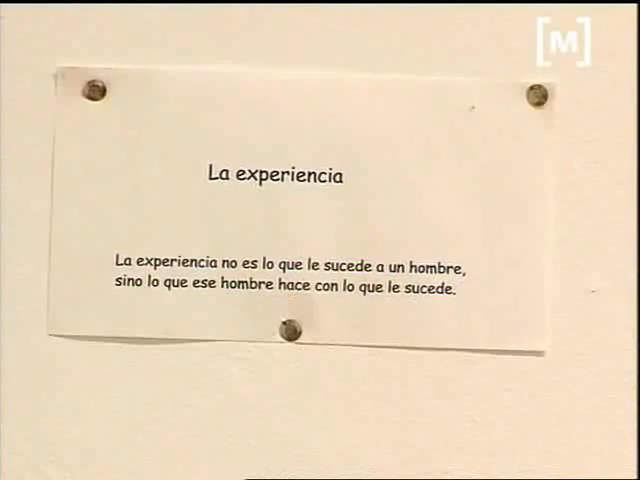 [M]
La experiencia
La experiencia no es lo que le sucede a un hombre,
sino lo que ese hombre hace con lo que le sucede.